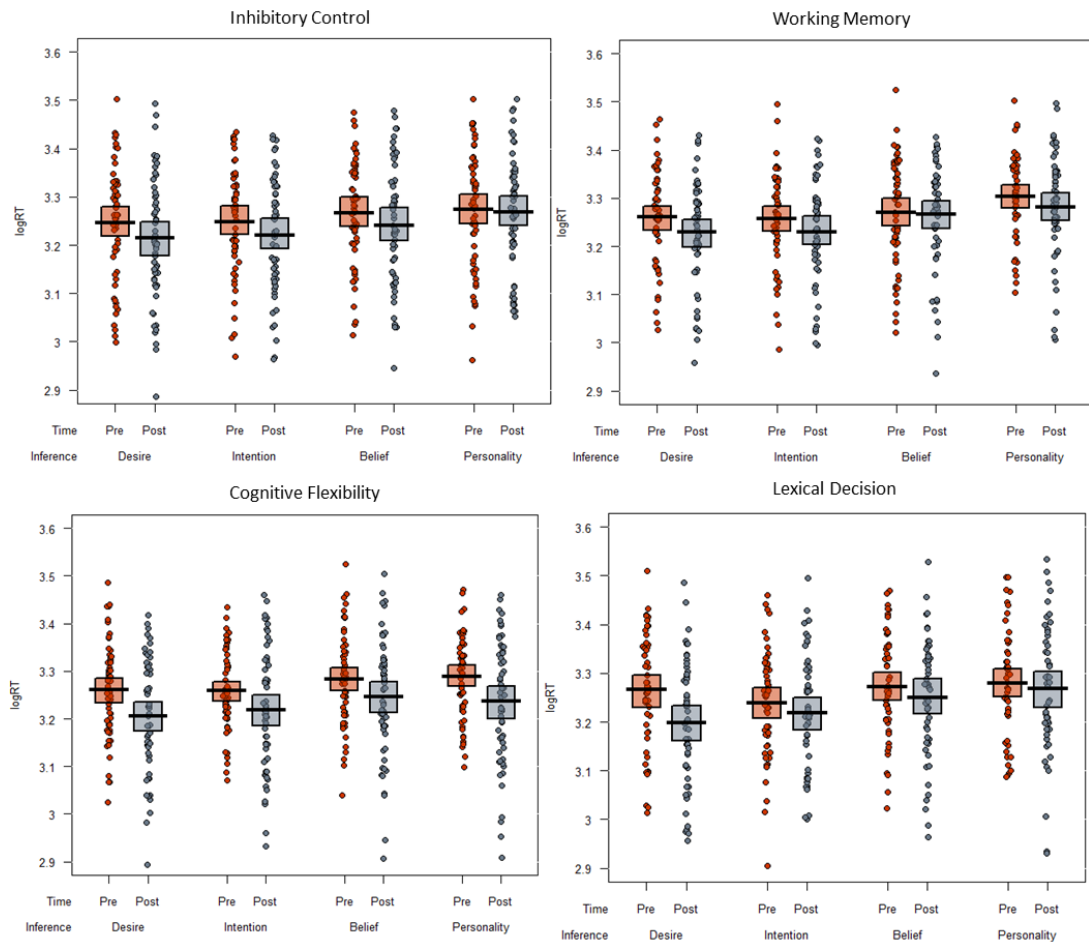 Inhibitory Control
3.6
3.5
3.4
3.3
3.2
3.1
3
2.9
logRT
Time Pre Post Pre Post Pre Post Pre Post
Inference Desire Intention Belief Personality
Working Memory
3.6
3.5
3.4
3.3
3.2
3.1
3
2.9
logRT
Time Pre Post Pre Post Pre Post Pre Post
Inference Desire Intention Belief Personality
Cognitive Flexibility
3.6
3.5
3.4
3.3
3.2
3.1
3
2.9
logRT
Time Pre Post Pre Post Pre Post Pre Post
Inference Desire Intention Belief Personality
Lexical Decision
3.6
3.5
3.4
3.3
3.2
3.1
3
2.9
logRT
Time Pre Post Pre Post Pre Post Pre Post
Inference Desire Intention Belief Personality